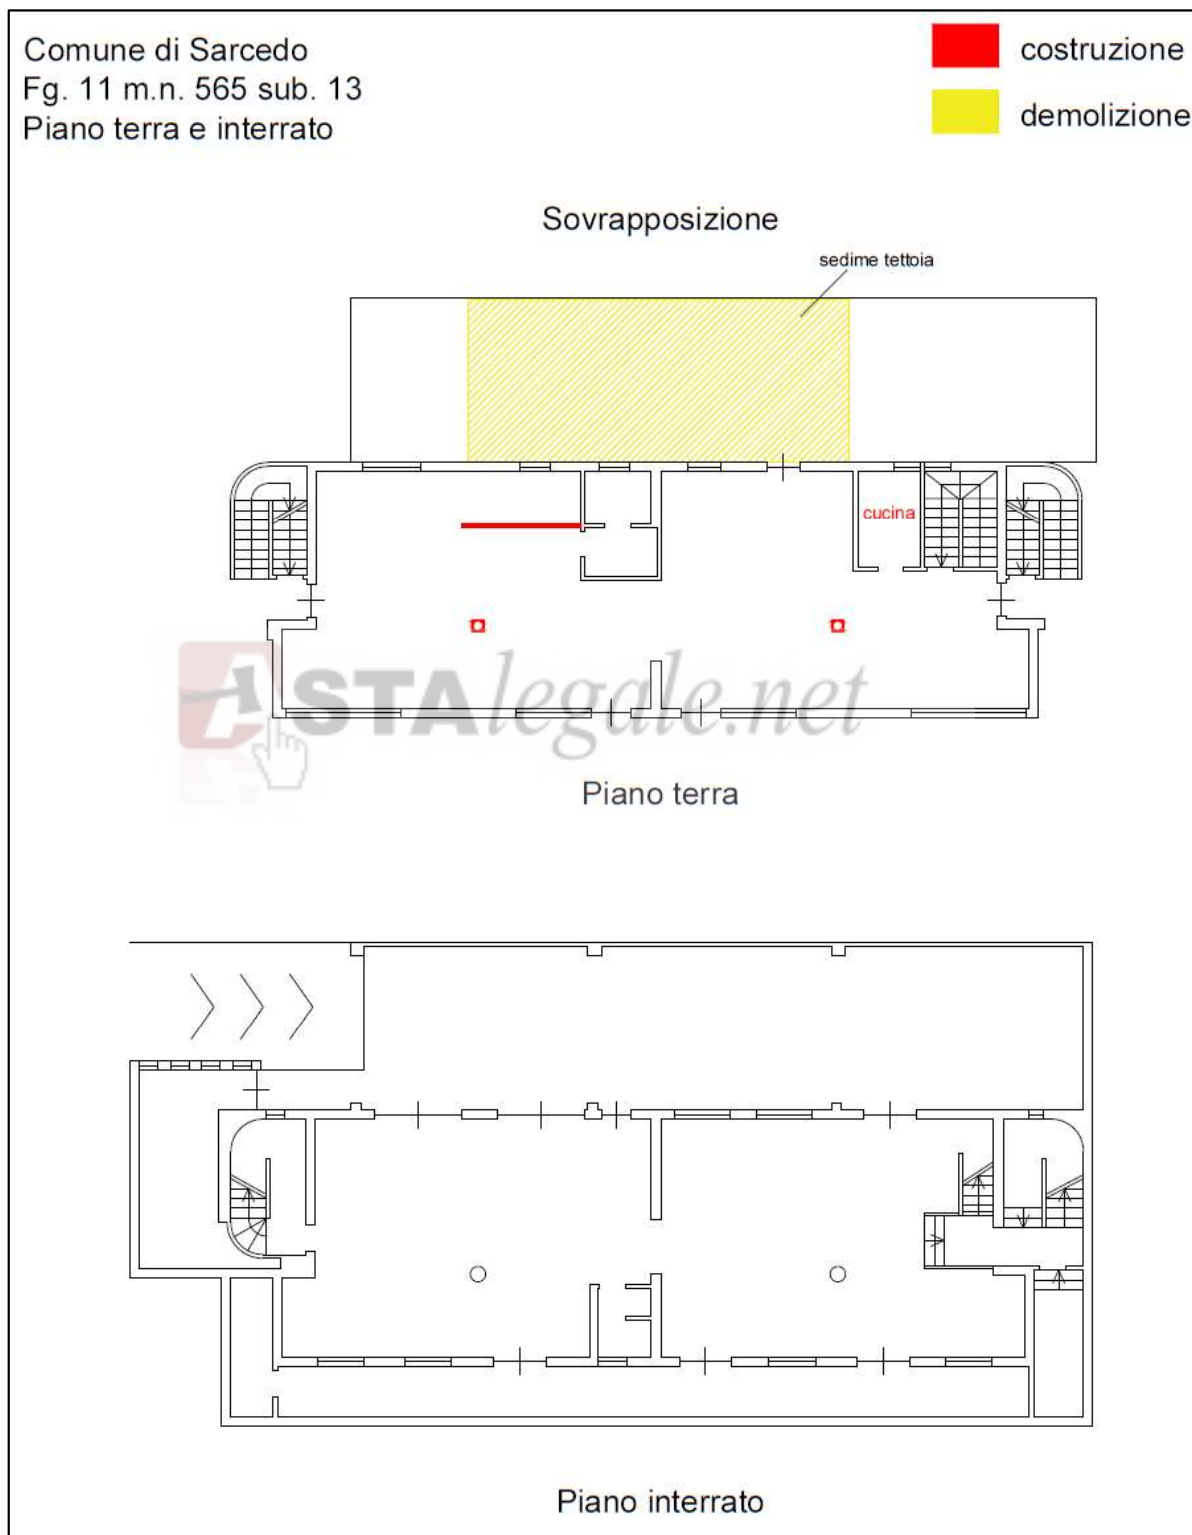 Comune di Sarcedo
Fg. 11 m.n. 565 sub. 13
Piano terra e interrato
costruzione
demolizione
Sovrapposizione
sedime tettoia
cucina
ASTAlegale.net
Piano terra
Piano interrato